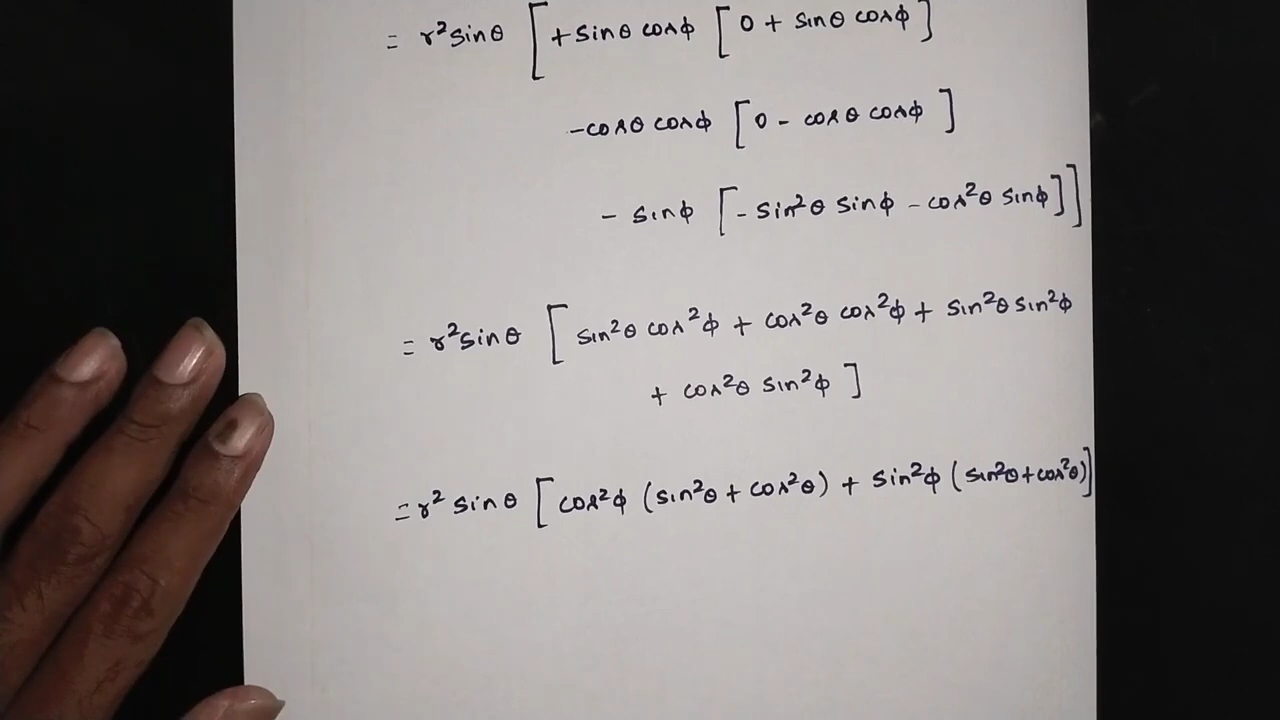 = r²sinθ [+sinθ cosϕ [0 + sinθ cosϕ]
-cosθ cosϕ [0 - cosθ cosϕ]
- sinϕ [- sin²θ sinϕ - cos²θ sinϕ]]
= r²sinθ [sin²θ cos²ϕ + cos²θ cos²ϕ + sin²θ sin²ϕ
+ cos²θ sin²ϕ]
= r² sinθ [cos²ϕ (sin²θ + cos²θ) + sin²ϕ (sin²θ + cos²θ)]